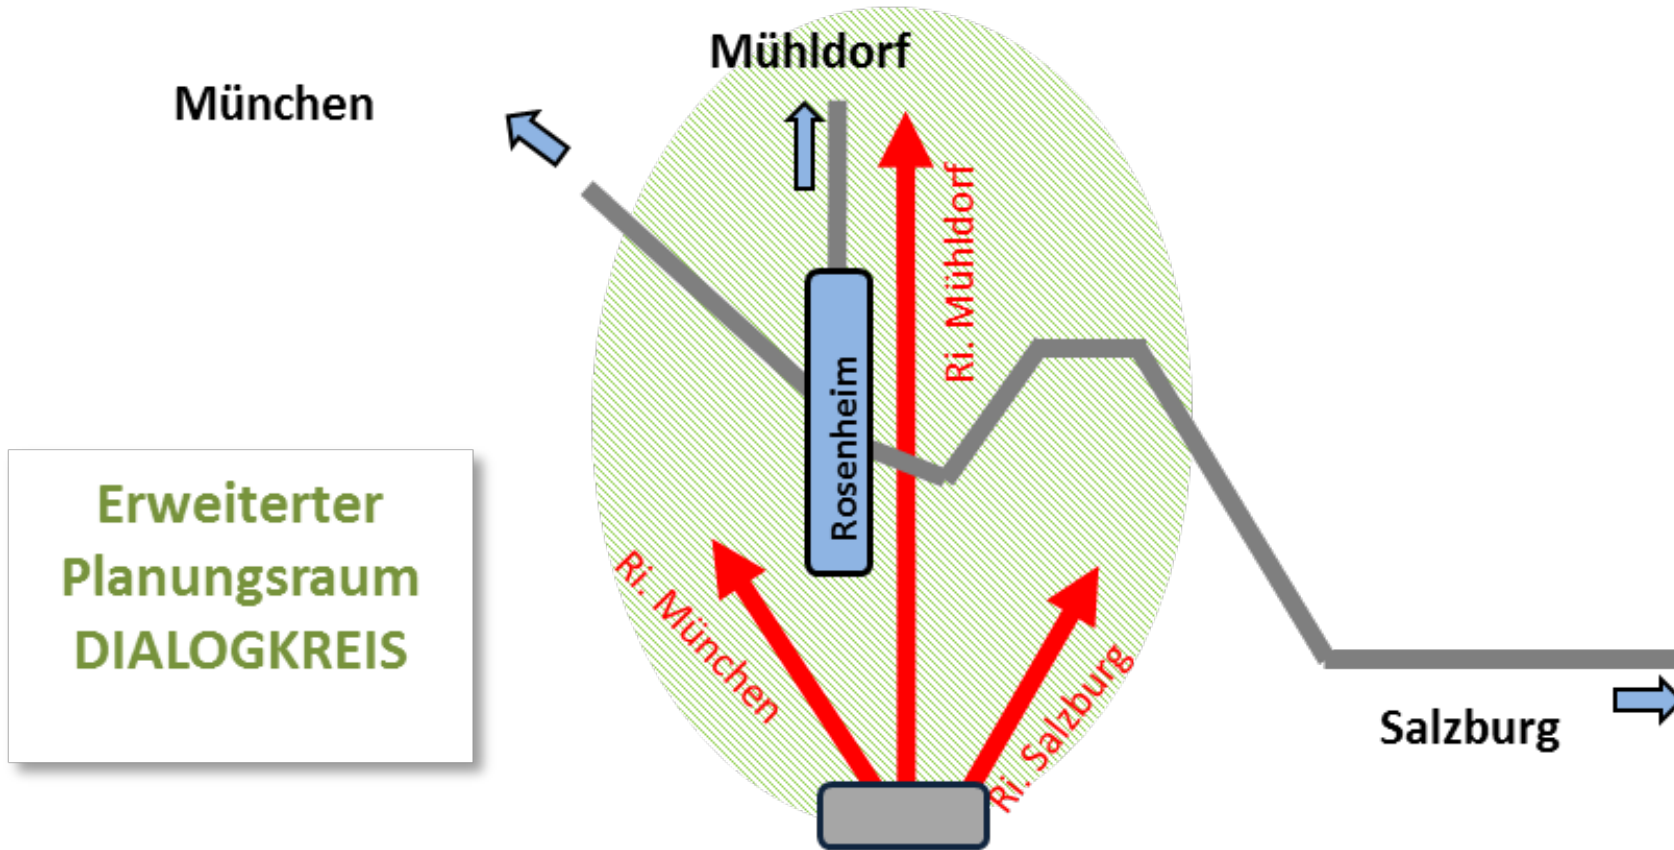 Mühldorf
München
Ri. Mühldorf
Rosenheim
Erweiterter
Planungsraum
DIALOGKREIS
Ri. München
Ri. Salzburg
Salzburg